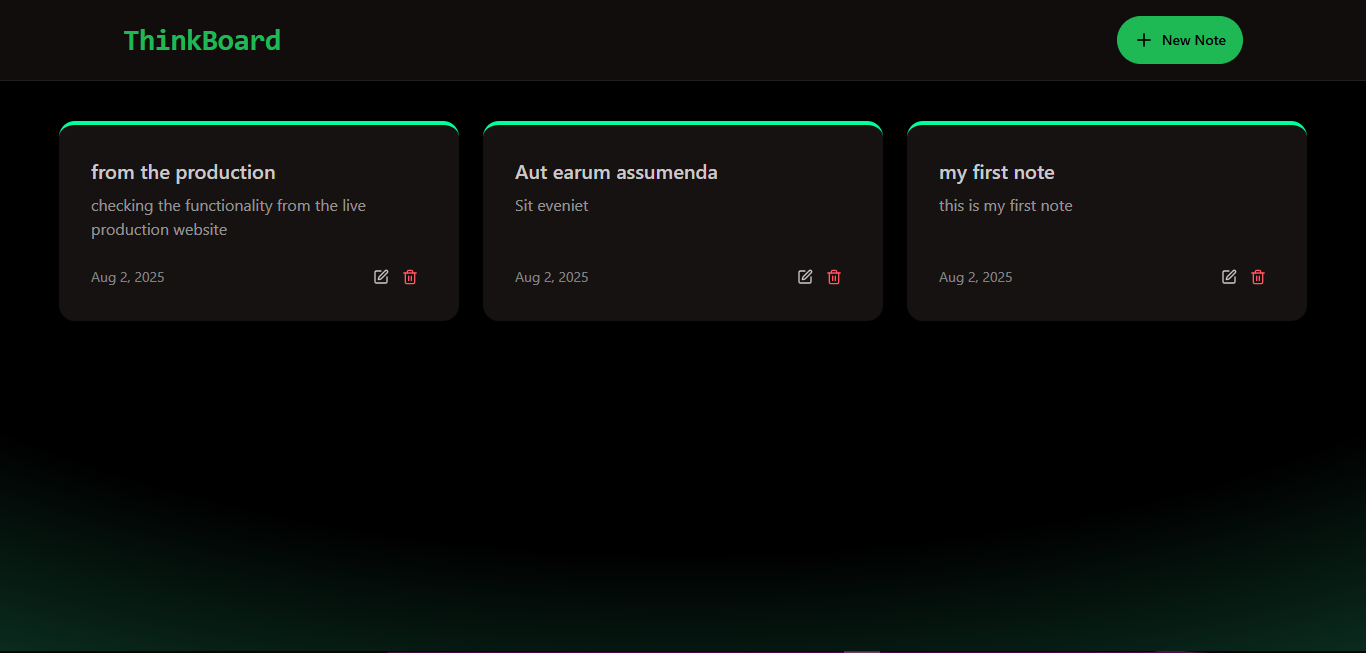 ThinkBoard
New Note
from the production
checking the functionality from the live
production website
Aug 2, 2025
Aut earum assumenda
Sit eveniet
Aug 2, 2025
my first note
this is my first note
Aug 2, 2025